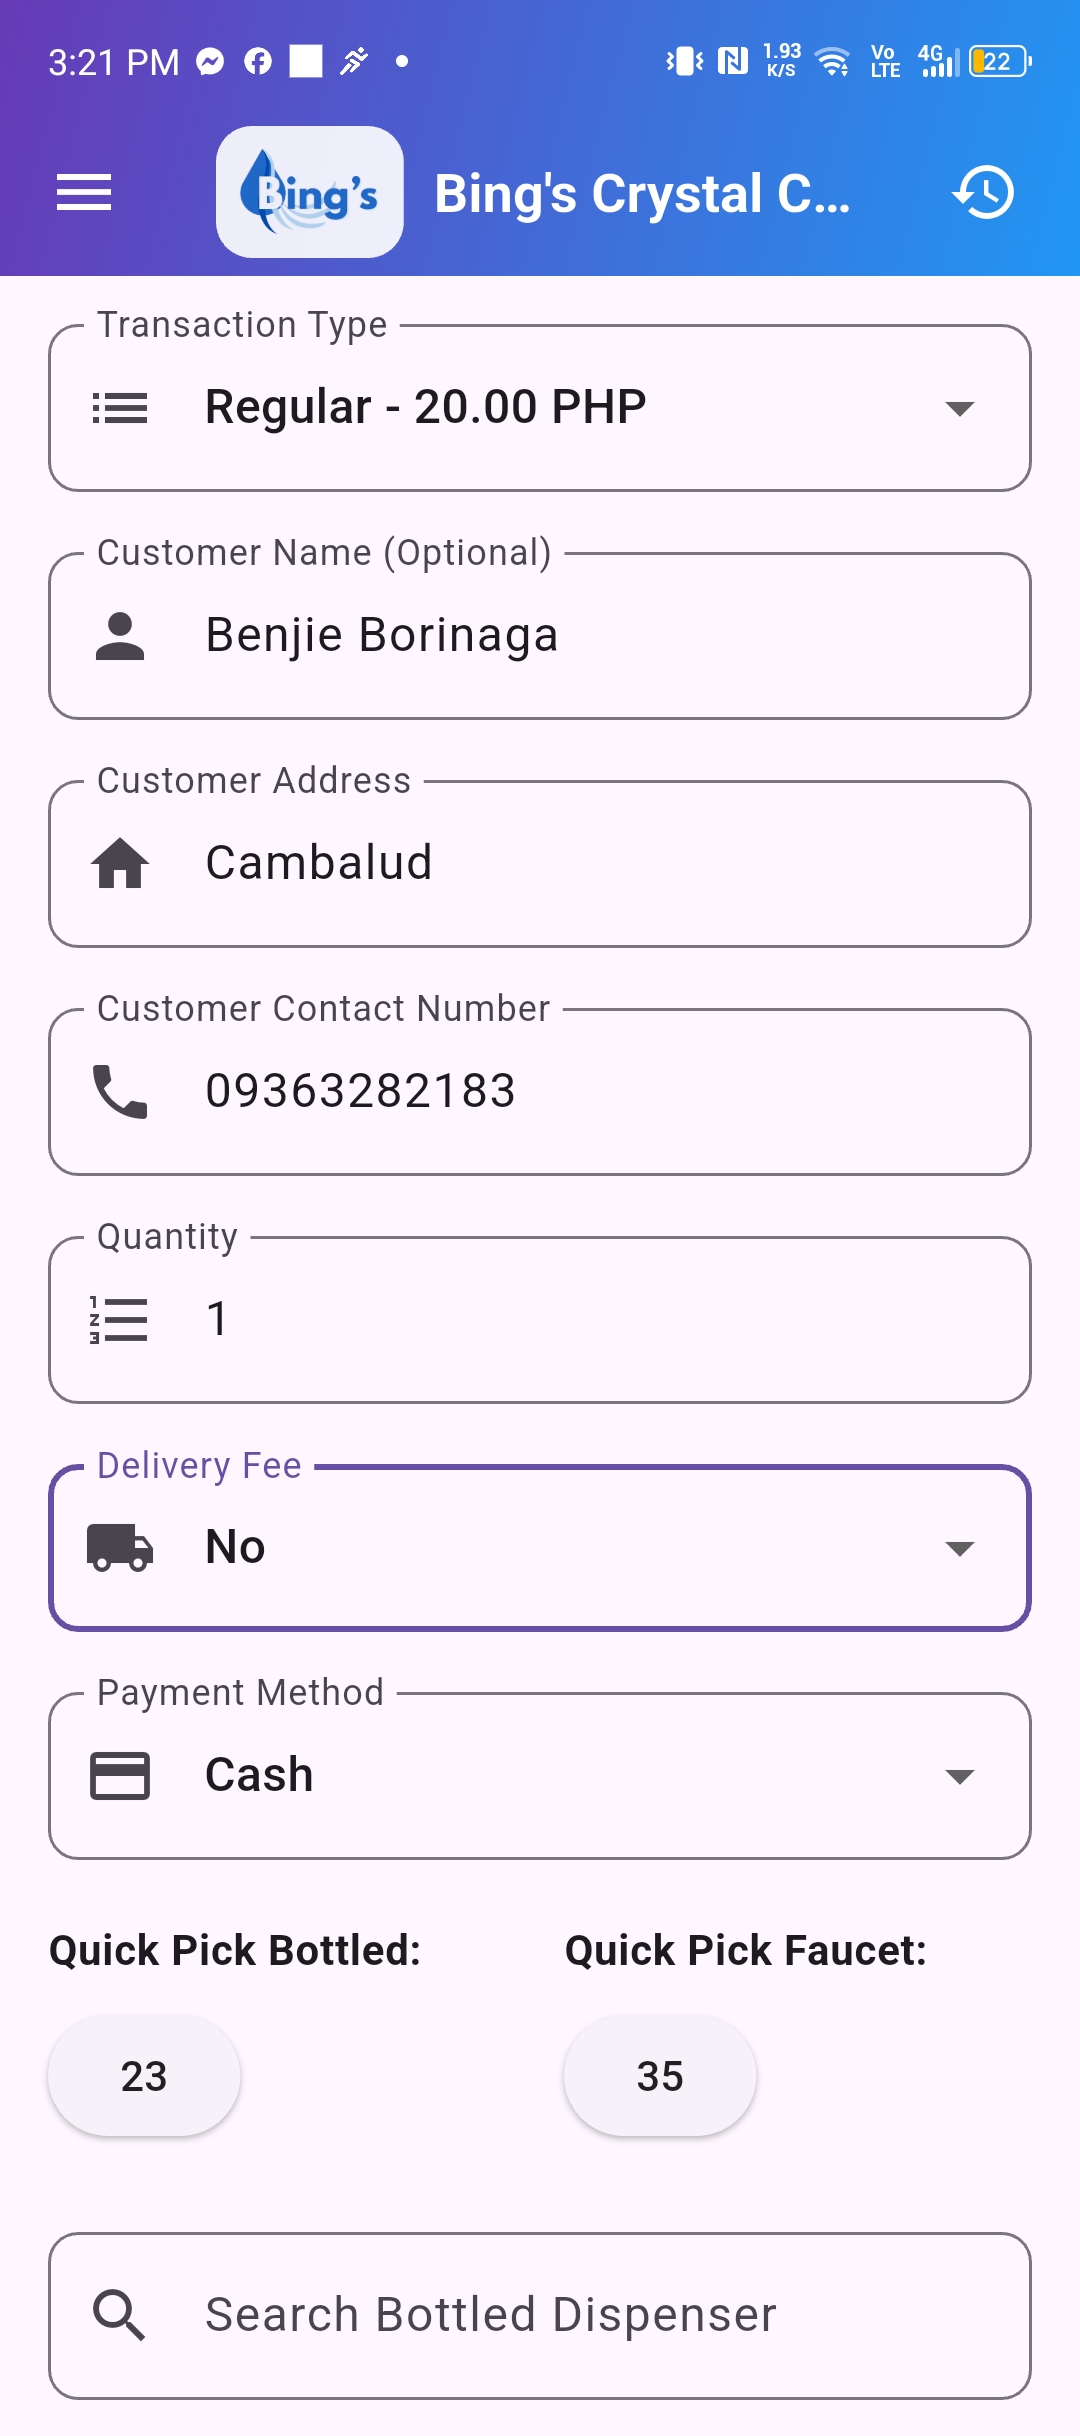 3:21 PM
1.93
K/S
Vo
LTE
4G
22
Bing's
Bing's Crystal C...
Transaction Type
Regular - 20.00 PHP
Customer Name (Optional)
Benjie Borinaga
Customer Address
Cambalud
Customer Contact Number
09363282183
Quantity
1
Delivery Fee
No
Payment Method
Cash
Quick Pick Bottled:
Quick Pick Faucet:
23
35
Search Bottled Dispenser